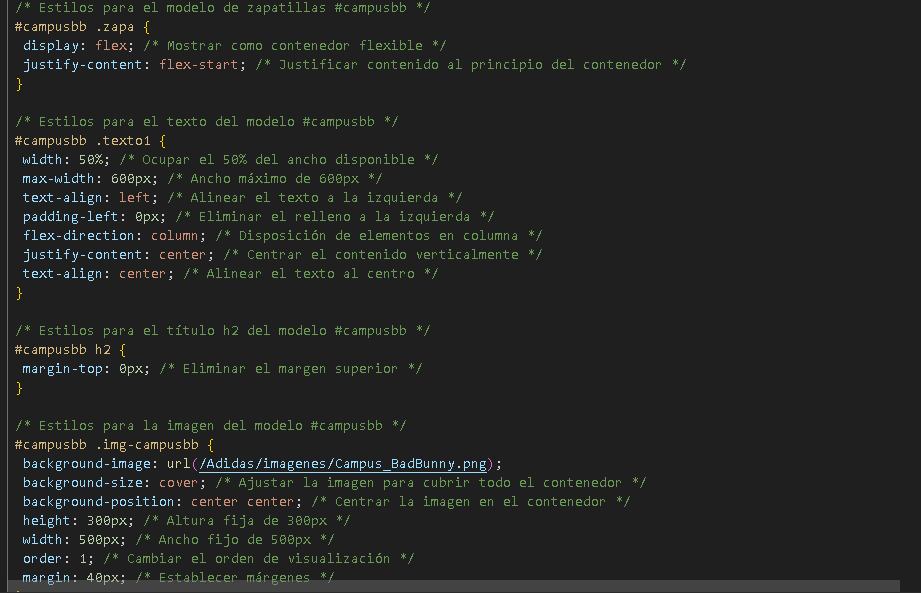 /* Estilos para el modelo de zapatillas #campusbb */
#campusbb .zapa {
display: flex; /* Mostrar como contenedor flexible */
justify-content: flex-start; /* Justificar contenido al principio del contenedor */
}
/* Estilos para el texto del modelo #campusbb */
#campusbb .texto1 {
width: 50%; /* Ocupar el 50% del ancho disponible */
max-width: 600px; /* Ancho máximo de 600px */
text-align: left; /* Alinear el texto a la izquierda */
padding-left: 0px; /* Eliminar el relleno a la izquierda */
flex-direction: column; /* Disposición de elementos en columna */
justify-content: center; /* Centrar el contenido verticalmente */
text-align: center; /* Alinear el texto al centro */
}
/* Estilos para el título h2 del modelo #campusbb */
#campusbb h2 {
margin-top: 0px; /* Eliminar el margen superior */
}
/* Estilos para la imagen del modelo #campusbb */
#campusbb .img-campusbb {
background-image: url(/Adidas/imagenes/Campus_BadBunny.png);
background-size: cover; /* Ajustar la imagen para cubrir todo el contenedor */
background-position: center center; /* Centrar la imagen en el contenedor */
height: 300px; /* Altura fija de 300px */
width: 500px; /* Ancho fijo de 500px */
order: 1; /* Cambiar el orden de visualización */
margin: 40px; /* Establecer márgenes */